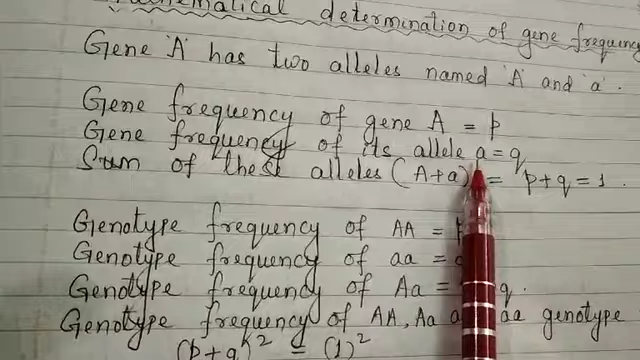 Mathematical determination of gene frequency
Gene 'A' has two alleles named 'A' and 'a'.
Gene frequency of gene A = p
Gene frequency of its allele a = q
Sum of these alleles (A+a) = p+q = 1.
Genotype frequency of AA =
Genotype frequency of aa =
Genotype frequency of Aa = q.
Genotype frequency of AA, Aa aa genotype
(p+q)² = (1)²